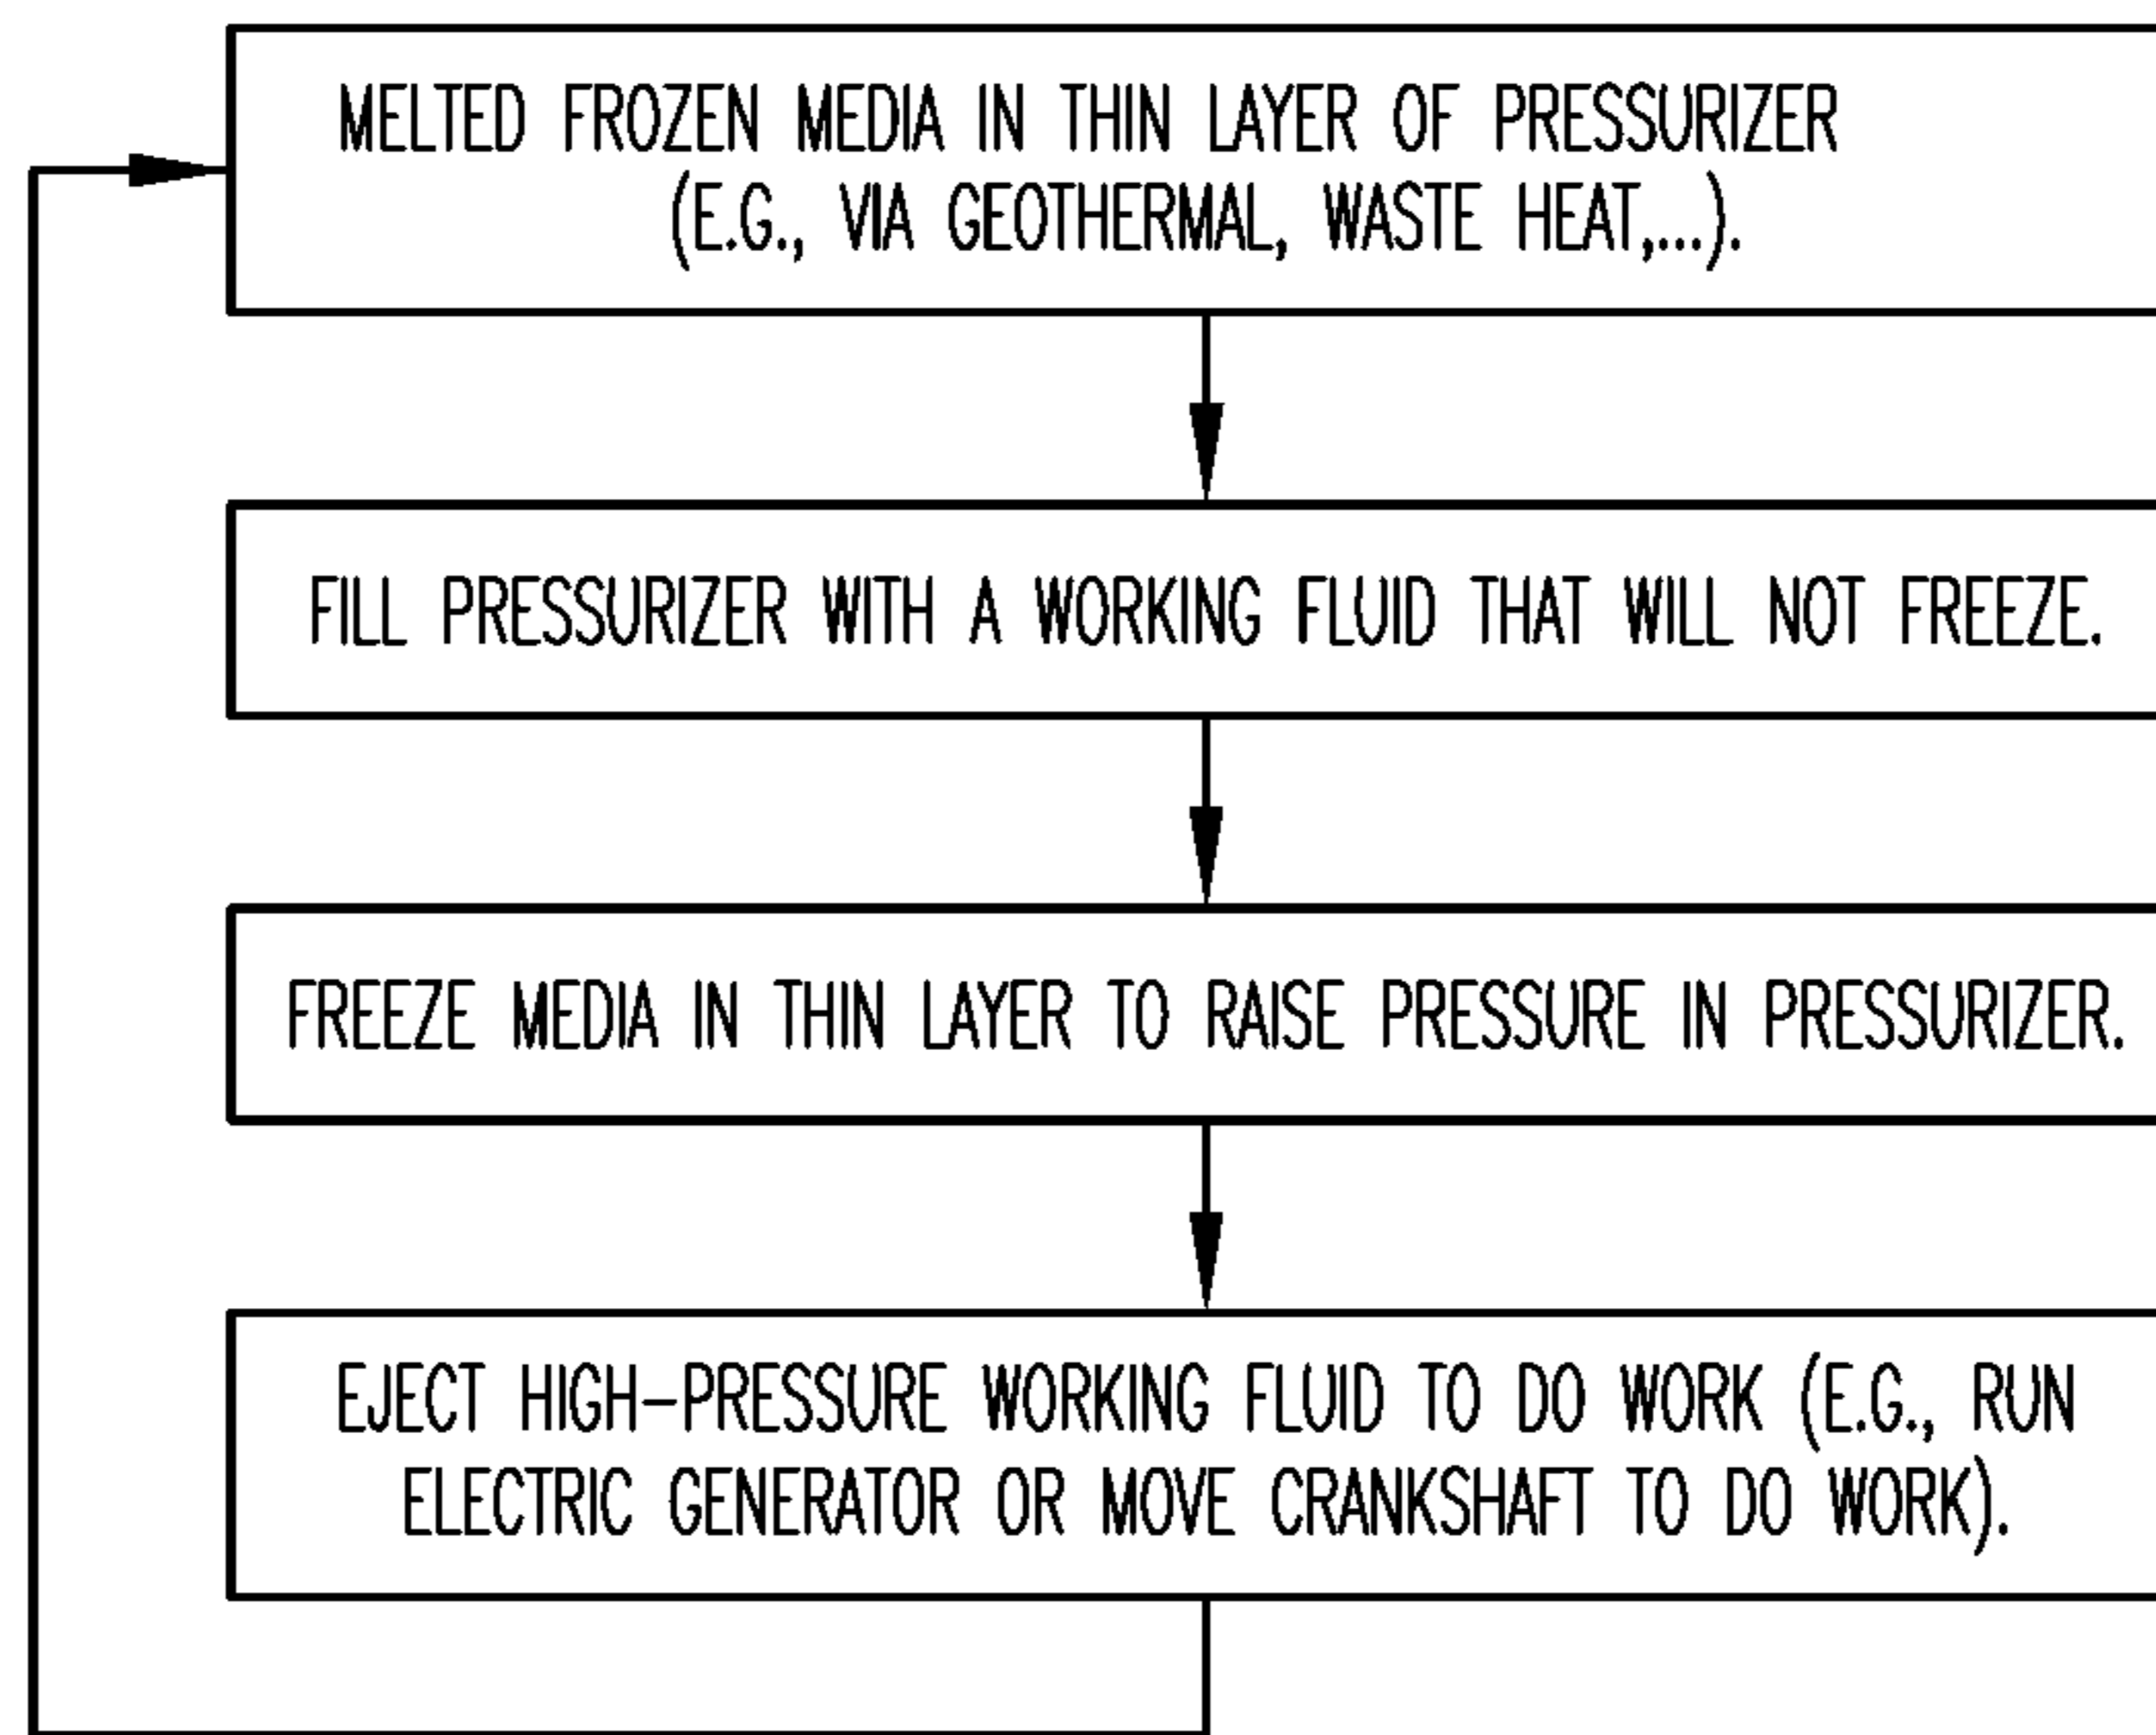 MELTED FROZEN MEDIA IN THIN LAYER OF PRESSURIZER
(E.G., VIA GEOTHERMAL, WASTE HEAT,...).
FILL PRESSURIZER WITH A WORKING FLUID THAT WILL NOT FREEZE.
FREEZE MEDIA IN THIN LAYER TO RAISE PRESSURE IN PRESSURIZER.
EJECT HIGH-PRESSURE WORKING FLUID TO DO WORK (E.G., RUN
ELECTRIC GENERATOR OR MOVE CRANKSHAFT TO DO WORK).